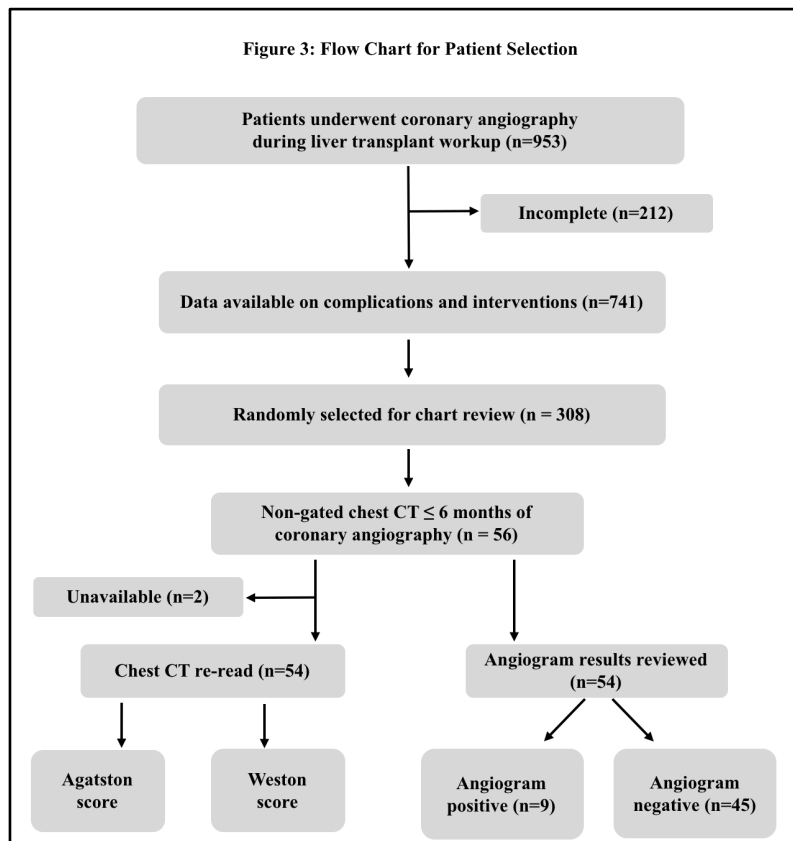 Figure 3: Flow Chart for Patient Selection
Patients underwent coronary angiography
during liver transplant workup (n=953)
Incomplete (n=212)
Data available on complications and interventions (n=741)
Randomly selected for chart review (n = 308)
Non-gated chest CT ≤ 6 months of
coronary angiography (n = 56)
Unavailable (n=2)
Chest CT re-read (n=54)
Angiogram results reviewed
(n=54)
Agatston
score
Weston
score
Angiogram
positive (n=9)
Angiogram
negative (n=45)